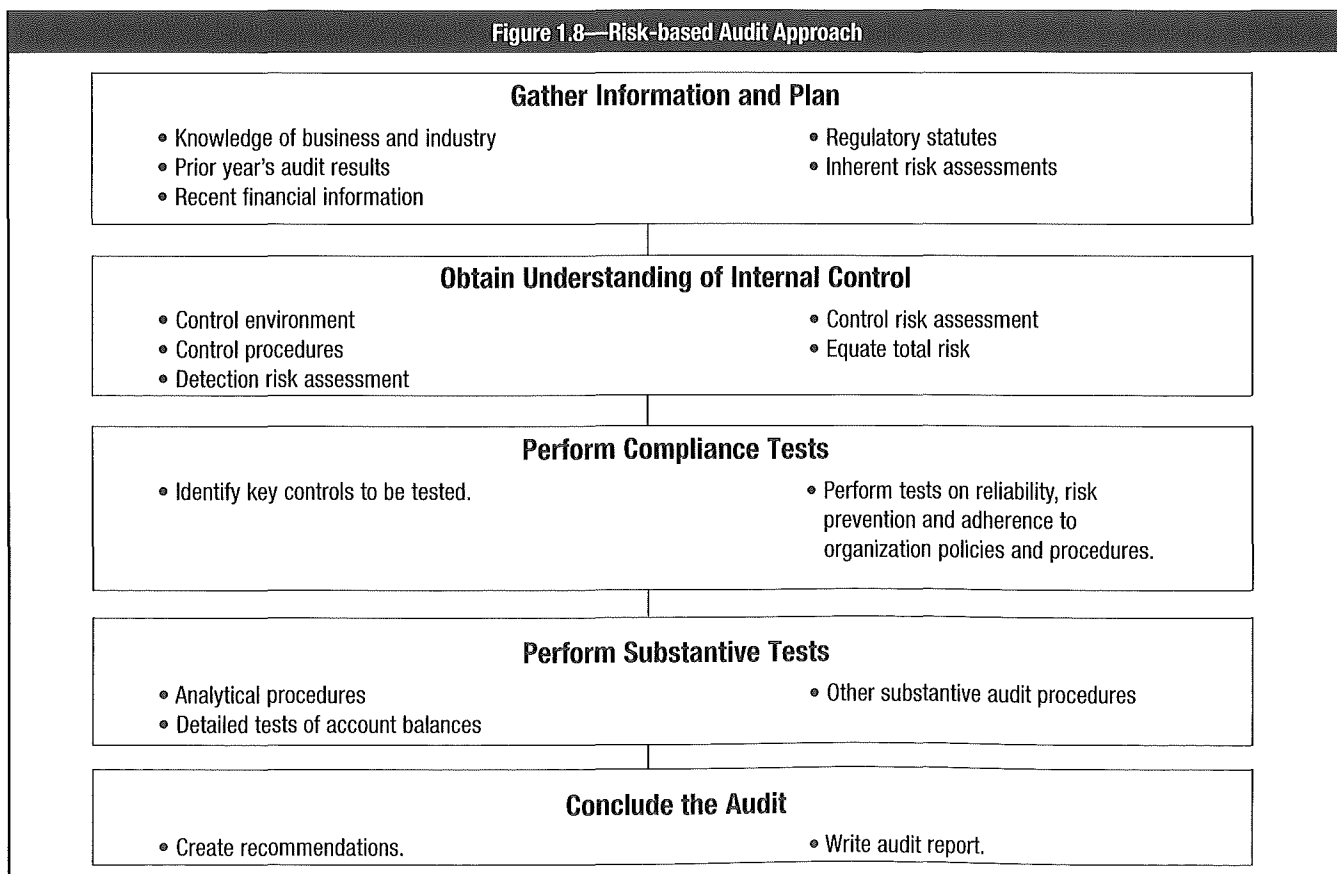 Figure 1.8—Risk-based Audit Approach
Gather Information and Plan
• Knowledge of business and industry
• Prior year's audit results
• Recent financial information
• Regulatory statutes
• Inherent risk assessments
Obtain Understanding of Internal Control
• Control environment
• Control procedures
• Detection risk assessment
• Control risk assessment
• Equate total risk
Perform Compliance Tests
• Identify key controls to be tested.
• Perform tests on reliability, risk
prevention and adherence to
organization policies and procedures.
Perform Substantive Tests
• Analytical procedures
• Detailed tests of account balances
• Other substantive audit procedures
Conclude the Audit
• Create recommendations.
• Write audit report.